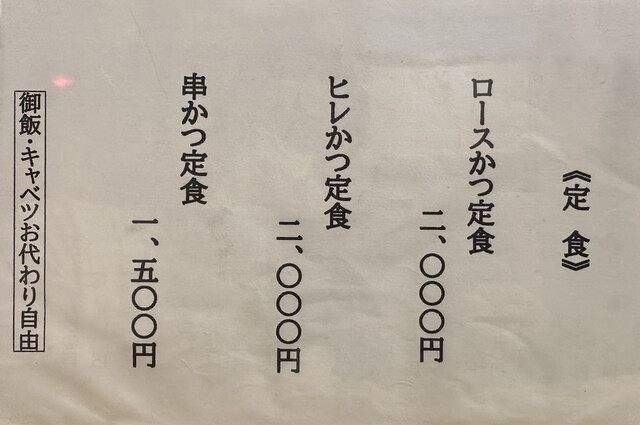 《定食》
ロースかつ定食
二、〇〇〇円
ヒレかつ定食
二、〇〇〇円
串かつ定食
一、五〇〇円
御飯・キャベツお代わり自由